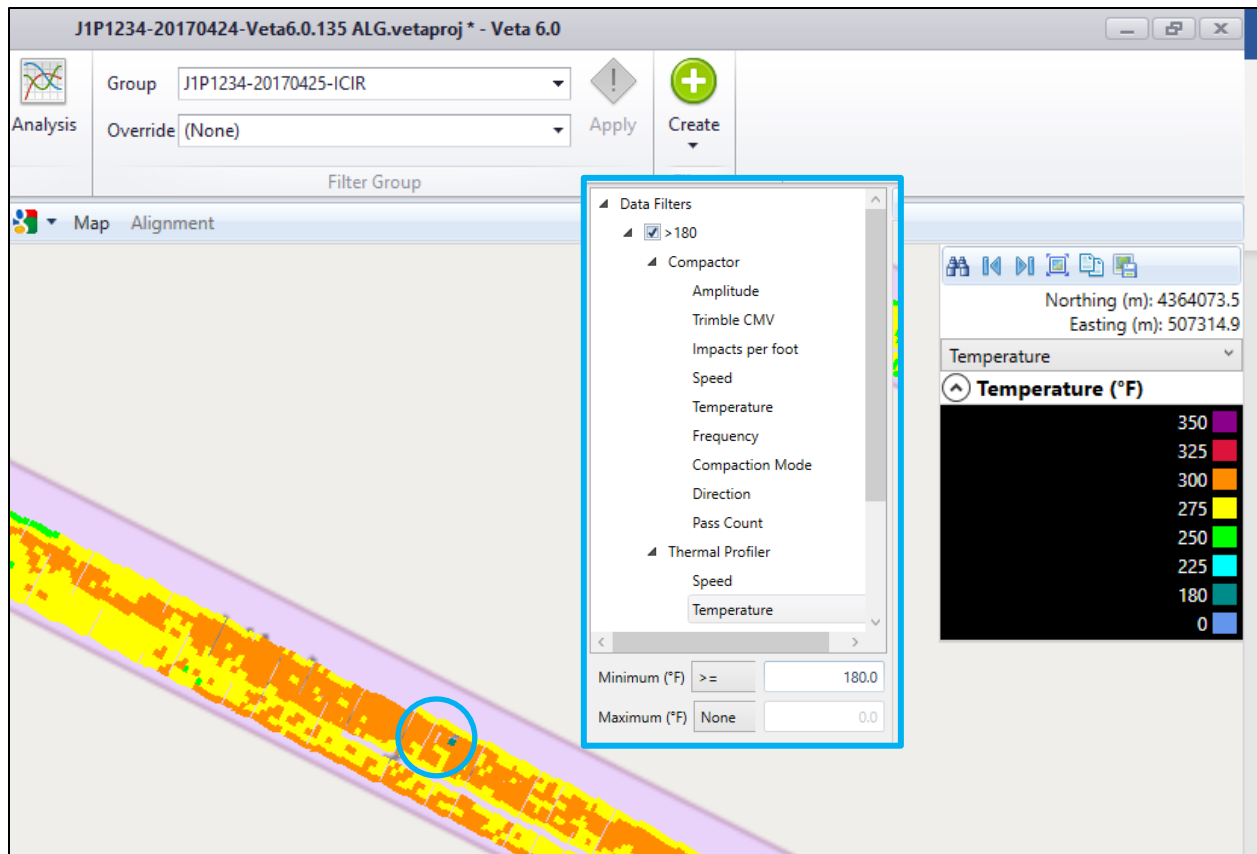 J1P1234-20170424-Veta6.0.135 ALG.vetaproj * - Veta 6.0
Analysis
Group J1P1234-20170425-ICIR
Override (None)
Apply
Create
Filter Group
Map Alignment
Data Filters
>180
Compactor
Amplitude
Trimble CMV
Impacts per foot
Speed
Temperature
Frequency
Compaction Mode
Direction
Pass Count
Thermal Profiler
Speed
Temperature
Minimum (°F) >= 180.0
Maximum (°F) None 0.0
Northing (m): 4364073.5
Easting (m): 507314.9
Temperature
Temperature (°F)
350
325
300
275
250
225
180
0